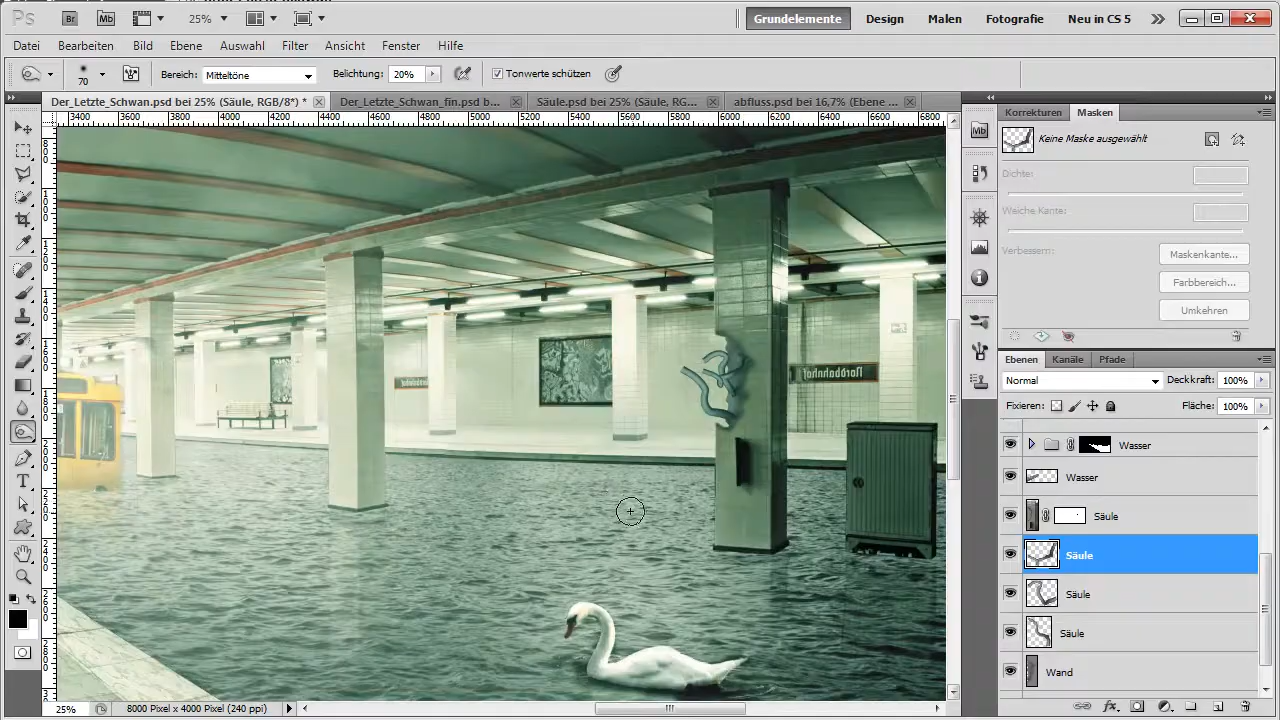 Ps Br Mb 25% Grundelemente Design Malen Fotografie Neu in CS 5
Datei Bearbeiten Bild Ebene Auswahl Filter Ansicht Fenster Hilfe
70 Bereich: Mitteltöne Belichtung: 20% Tonwerte schützen
Der_Letzte_Schwan.psd bei 25% (Säule, RGB/8*) * Der_Letzte_Schwan_fin.psd b... Säule.psd bei 25% (Säule, RG... abfluss.psd bei 16,7% (Ebene ...
3400 3600 3800 4000 4200 4400 4600 4800 5000 5200 5400 5600 5800 6000 6200 6400 6600 6800
Korrekturen Masken
Mb Keine Maske ausgewählt
Dichte:
Weiche Kante:
Verbessern: Maskenkante...
Farbbereich...
Umkehren
Nordbahnhof
Ebenen Kanäle Pfade
Normal Deckkraft: 100%
Fixieren: Fläche: 100%
Wasser
Wasser
Säule
Säule
Säule
Säule
Wand
25% 8000 Pixel x 4000 Pixel (240 ppi)